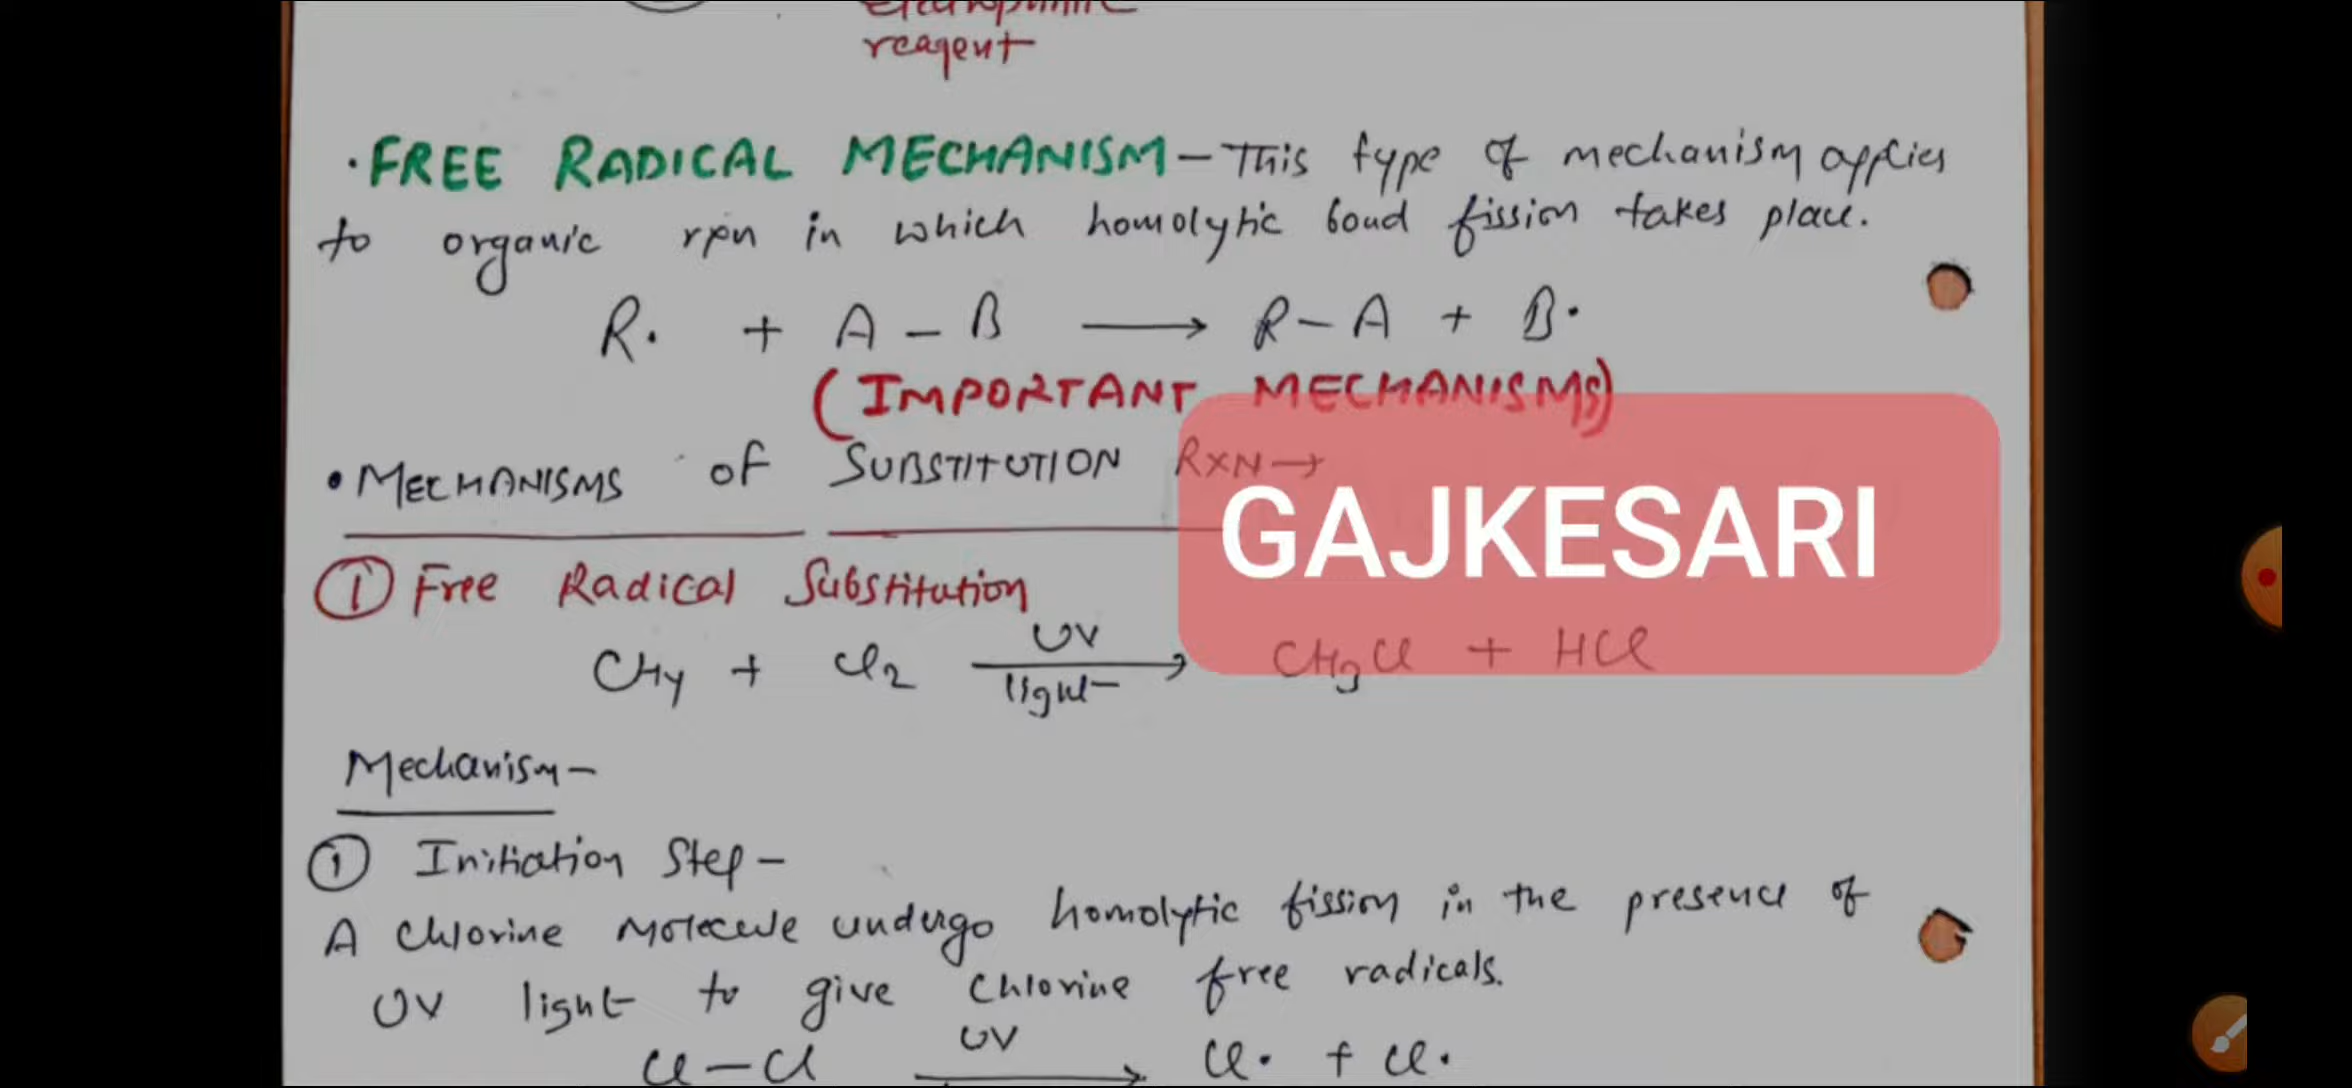 reagent
• FREE RADICAL MECHANISM – This type of mechanism applies
to organic rxn in which homolytic bond fission takes place.
R• + A – B ⟶ R – A + B•
(IMPORTANT MECHANISMS)
• MECHANISMS of SUBSTITUTION RXN →
GAJKESARI
① Free Radical Substitution
CH4 + Cl2 UV light ⟶ CH3Cl + HCl
Mechanism –
① Initiation Step –
A Chlorine Molecule undergo homolytic fission in the presence of
UV light to give Chlorine free radicals.
Cl – Cl UV ⟶ Cl• + Cl•